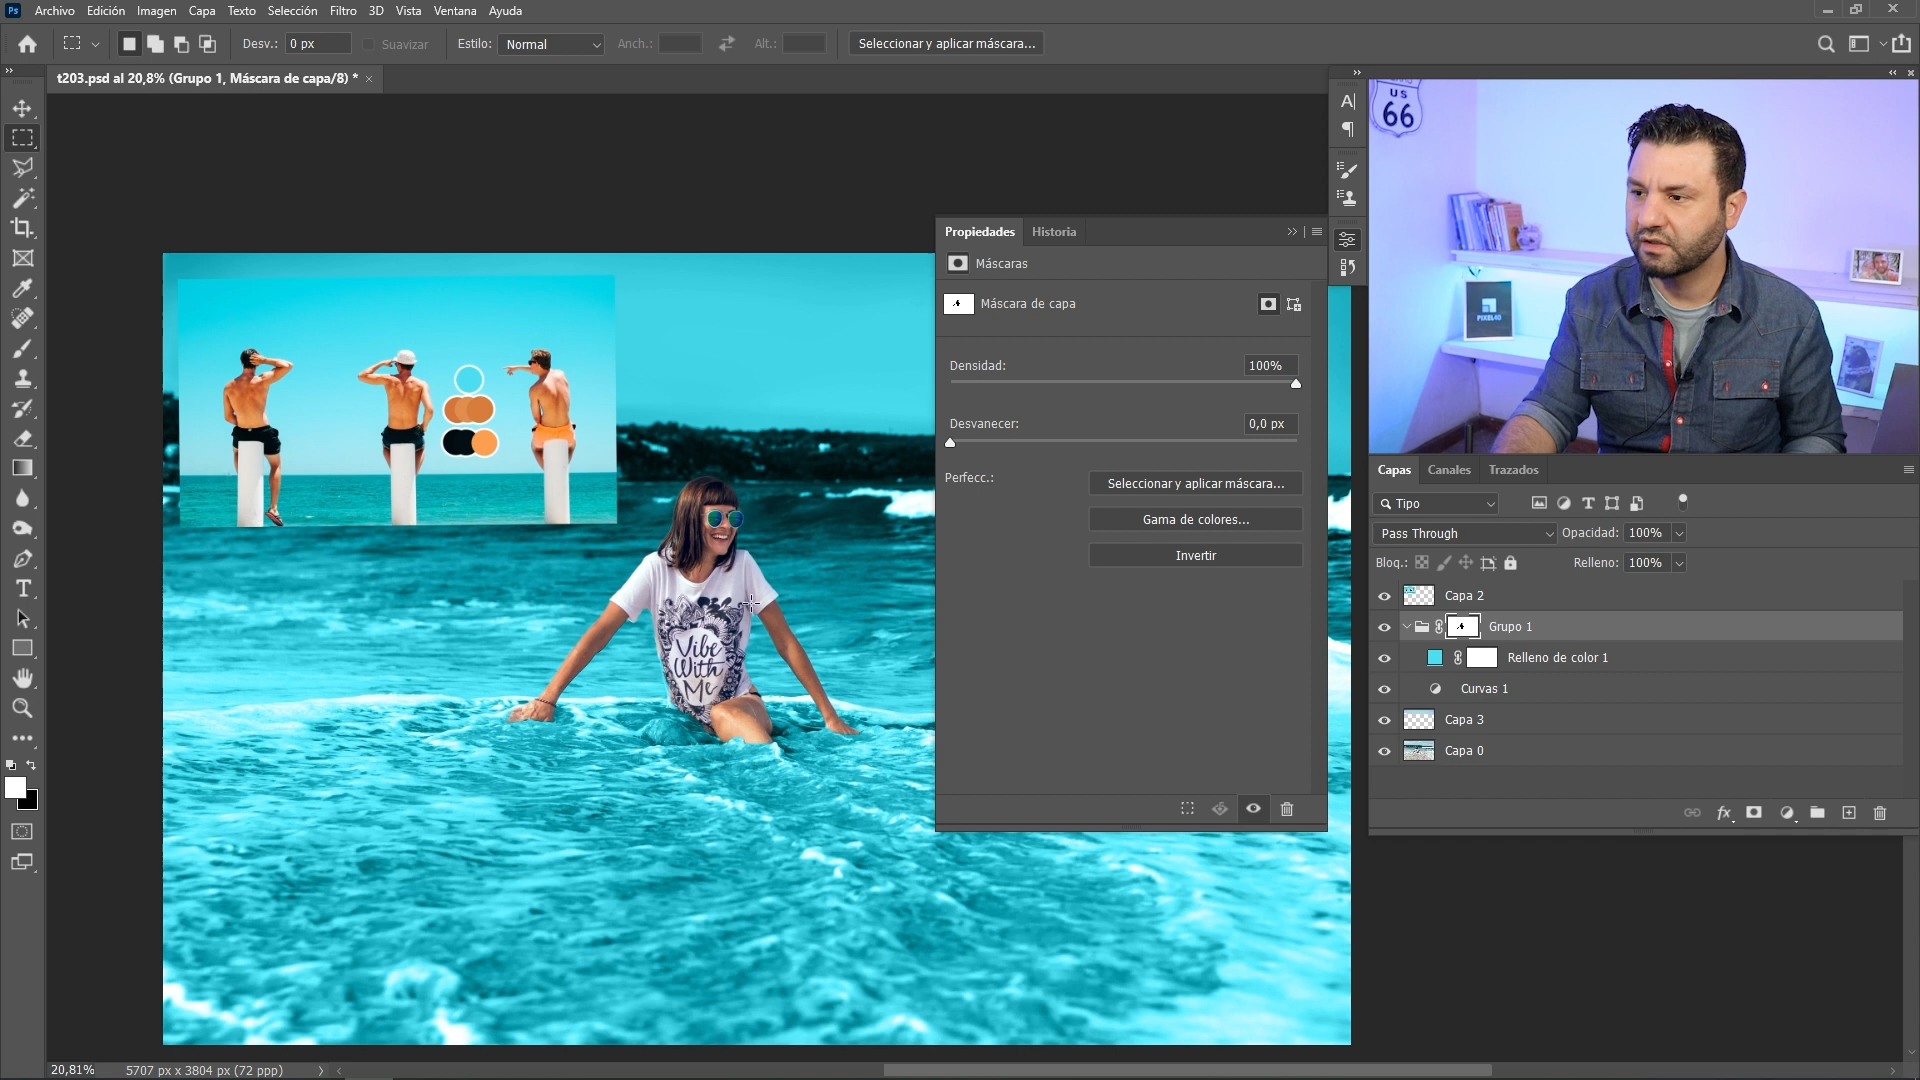 Ps Archivo Edición Imagen Capa Texto Selección Filtro 3D Vista Ventana Ayuda
Desv.: 0 px Suavizar Estilo: Normal Anch.: Alt.: Seleccionar y aplicar máscara...
t203.psd al 20,8% (Grupo 1, Máscara de capa/8) *
US
66
PIXEL40
Propiedades Historia
Máscaras
Máscara de capa
Densidad: 100%
Desvanecer: 0,0 px
Perfecc.: Seleccionar y aplicar máscara...
Gama de colores...
Invertir
Vibe
With
Me
Capas Canales Trazados
Tipo
Pass Through Opacidad: 100%
Bloq.: Relleno: 100%
Capa 2
Grupo 1
Relleno de color 1
Curvas 1
Capa 3
Capa 0
fx
20,81% 5707 px x 3804 px (72 ppp)